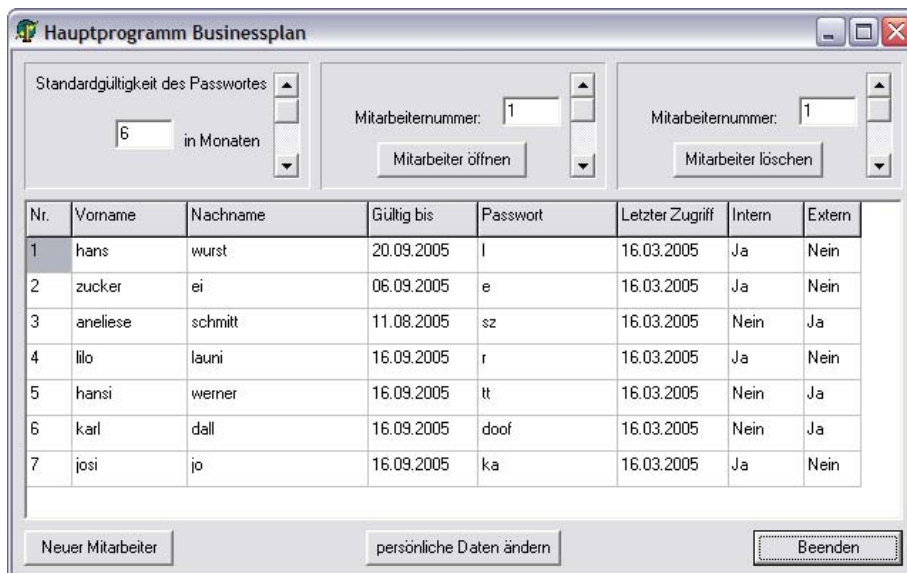 Hauptprogramm Businessplan
Standardgültigkeit des Passwortes
6 in Monaten
Mitarbeiternummer: 1
Mitarbeiter öffnen
Mitarbeiternummer: 1
Mitarbeiter löschen
Nr. Vorname Nachname Gültig bis Passwort Letzter Zugriff Intern Extern
1 hans wurst 20.09.2005 l 16.03.2005 Ja Nein
2 zucker ei 06.09.2005 e 16.03.2005 Ja Nein
3 aneliese schmitt 11.08.2005 sz 16.03.2005 Nein Ja
4 lilo launi 16.09.2005 r 16.03.2005 Ja Nein
5 hansi werner 16.09.2005 tt 16.03.2005 Nein Ja
6 karl dall 16.09.2005 doof 16.03.2005 Nein Ja
7 josi jo 16.09.2005 ka 16.03.2005 Ja Nein
Neuer Mitarbeiter persönliche Daten ändern Beenden